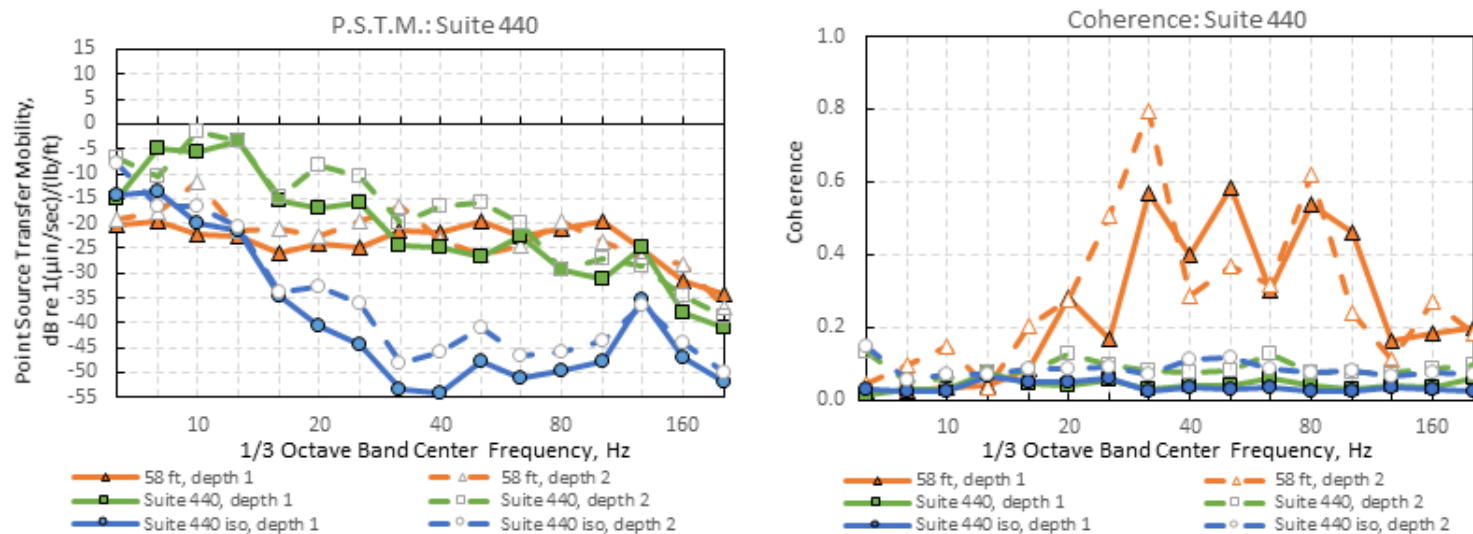 P.S.T.M.: Suite 440
Point Source Transfer Mobility,
dB re 1(µin/sec)/(lb/ft)
15
10
5
0
-5
-10
-15
-20
-25
-30
-35
-40
-45
-50
-55
10 20 40 80 160
1/3 Octave Band Center Frequency, Hz
58 ft, depth 1 58 ft, depth 2
Suite 440, depth 1 Suite 440, depth 2
Suite 440 iso, depth 1 Suite 440 iso, depth 2
Coherence: Suite 440
Coherence
1.0
0.8
0.6
0.4
0.2
0.0
10 20 40 80 160
1/3 Octave Band Center Frequency, Hz
58 ft, depth 1 58 ft, depth 2
Suite 440, depth 1 Suite 440, depth 2
Suite 440 iso, depth 1 Suite 440 iso, depth 2